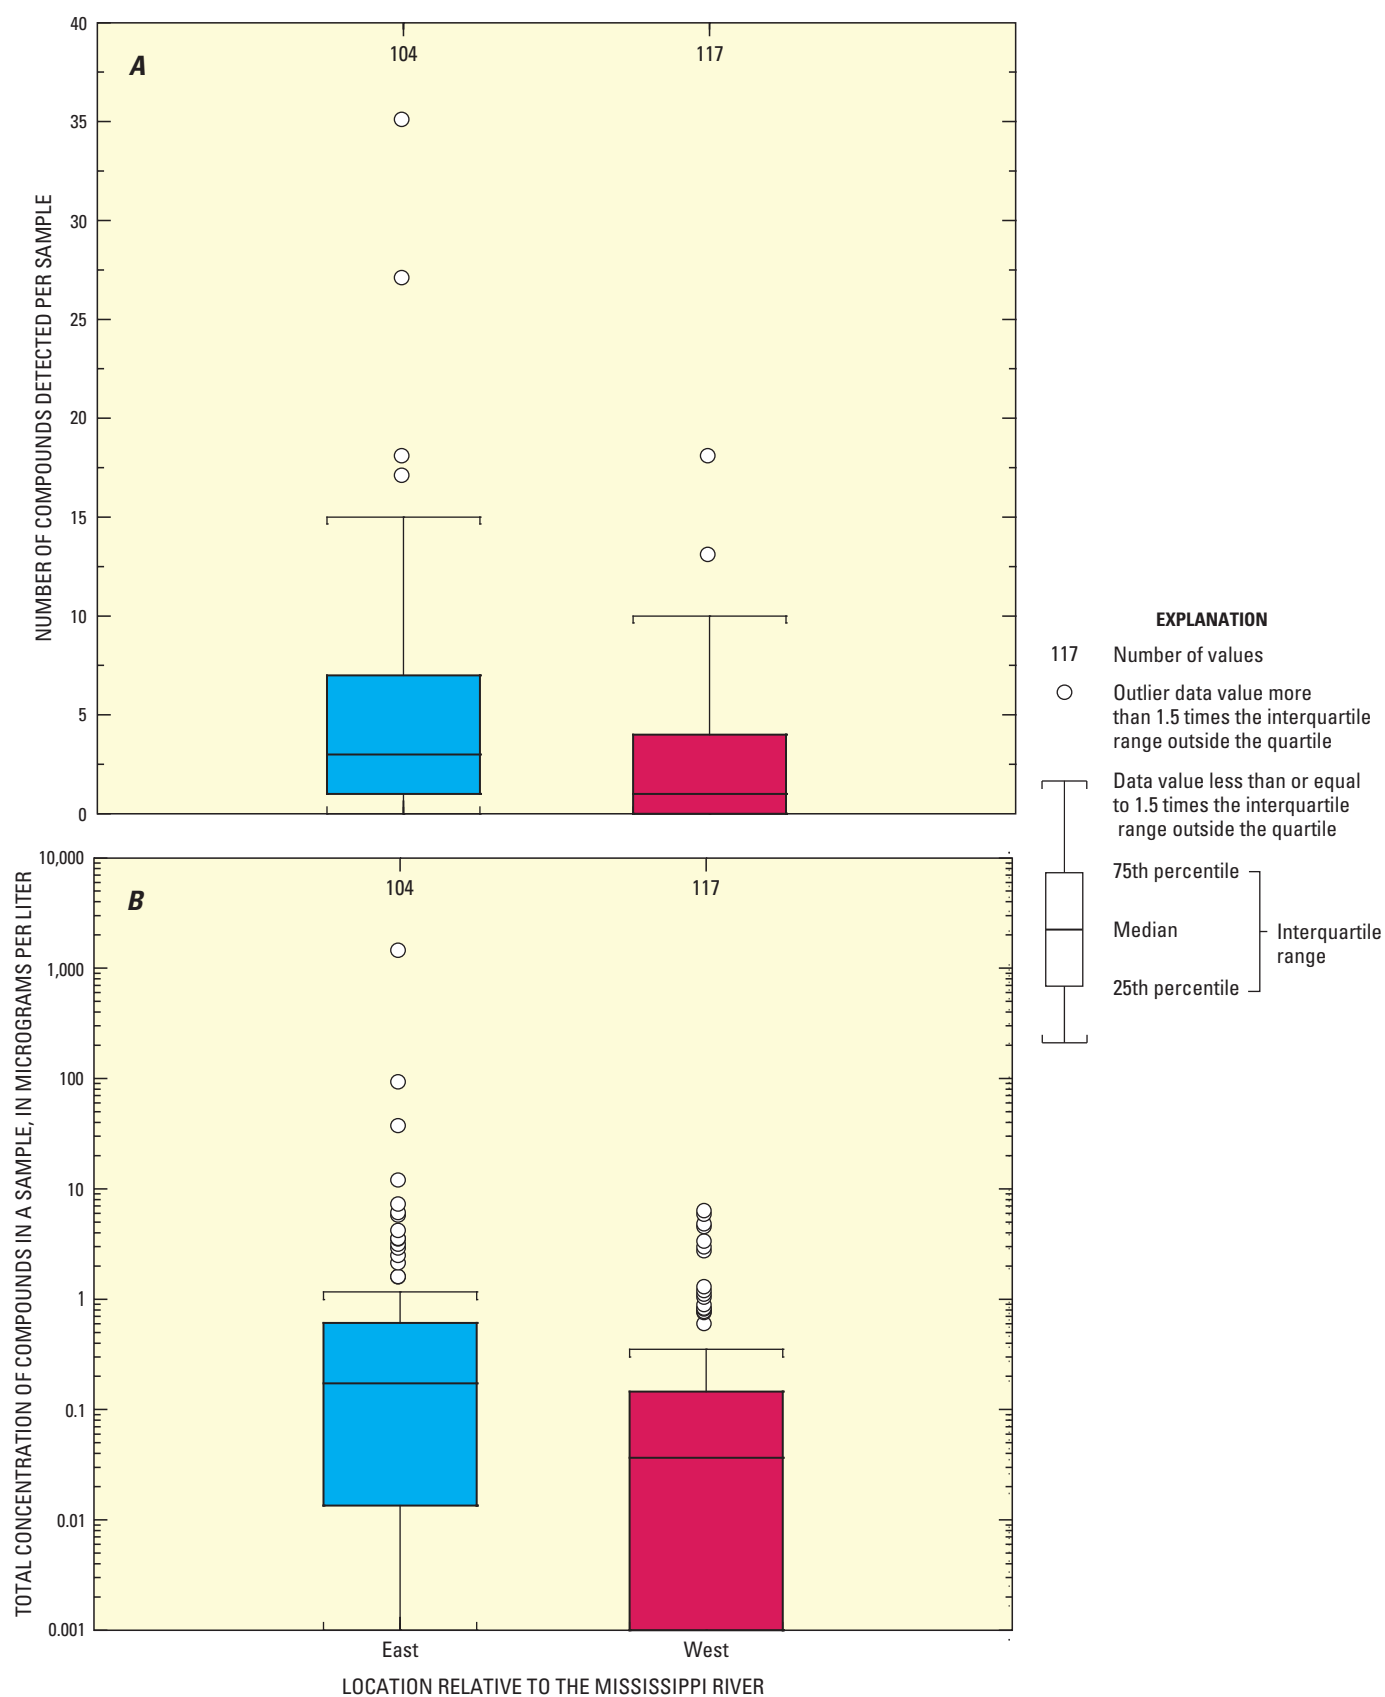 NUMBER OF COMPOUNDS DETECTED PER SAMPLE
40
35
30
25
20
15
10
5
0
A
104
117
TOTAL CONCENTRATION OF COMPOUNDS IN A SAMPLE, IN MICROGRAMS PER LITER
10,000
1,000
100
10
1
0.1
0.01
0.001
B
104
117
East
West
LOCATION RELATIVE TO THE MISSISSIPPI RIVER
EXPLANATION
117 Number of values
Outlier data value more
than 1.5 times the interquartile
range outside the quartile
Data value less than or equal
to 1.5 times the interquartile
range outside the quartile
75th percentile
Median
25th percentile
Interquartile
range